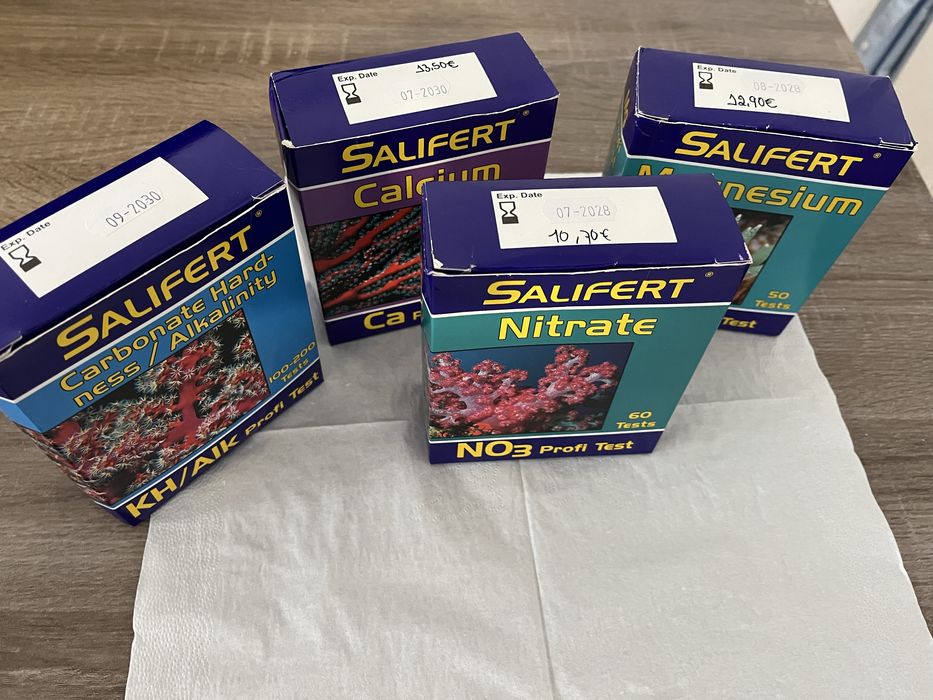 Exp. Date
09-2030
SALIFERT
Carbonate Hard-
ness / Alkalinity
100-200
Tests
KH/Alk Profi Test
Exp. Date
13,50€
07-2030
SALIFERT
Calcium
Ca
Exp. Date
07-2028
10,70€
SALIFERT
Nitrate
60
Tests
NO3 Profi Test
Exp. Date
08-2028
12,90€
SALIFERT
Magnesium
50
Tests
Test